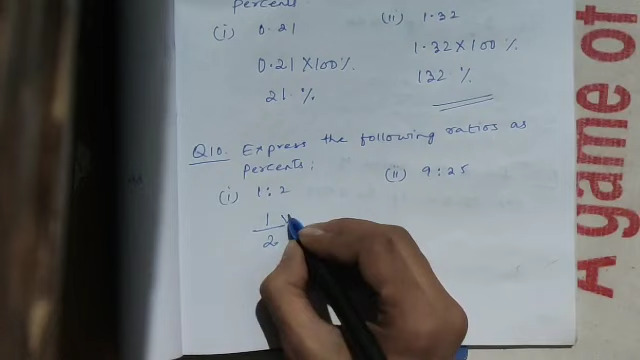 percents.
(i) 0.21
(ii) 1.32
0.21 X 100%.
1.32 X 100 %
21 %
132 %
Q10. Express the following ratios as
percents:
(i) 1:2
(ii) 9:25
1
2
A game of